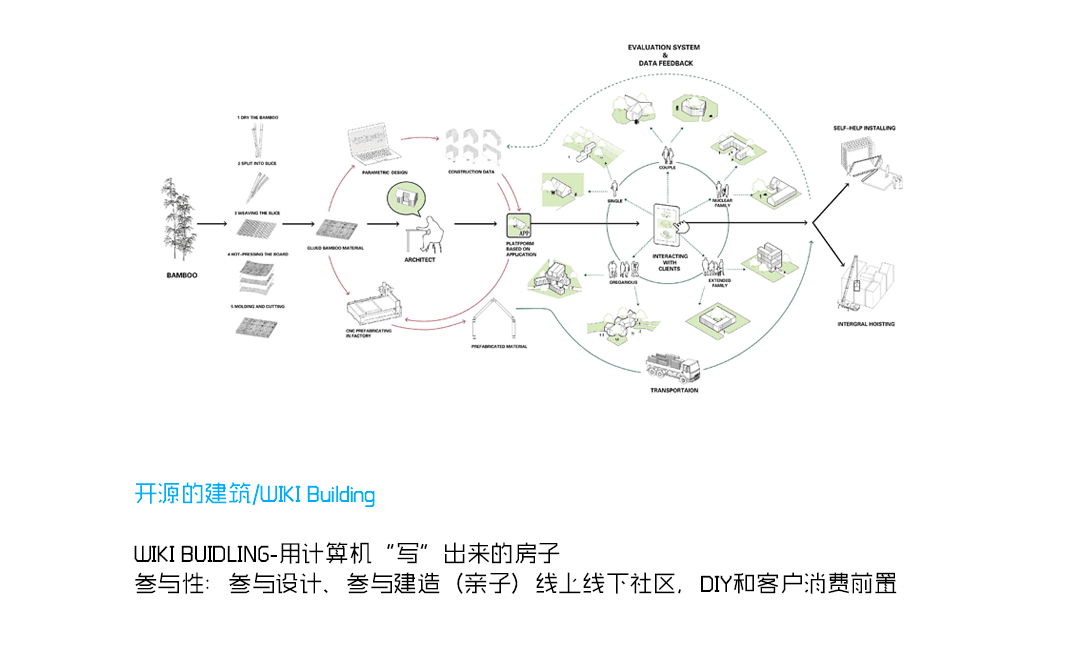 EVALUATION SYSTEM
&
DATA FEEDBACK
1 DRY THE BAMBOO
2 SPLIT INTO SLICE
3 WEAVING THE SLICE
4 HOT-PRESSING THE BOARD
5 MOLDING AND CUTTING
BAMBOO
GLUED BAMBOO MATERIAL
PARAMETRIC DESIGN
CONSTRUCTION DATA
ARCHITECT
CNC PREFABRICATING
IN FACTORY
PREFABRICATED MATERIAL
APP
PLATFFORM
BASED ON
APPLICATION
COUPLE
SINGLE
NUCLEAR
FAMILY
INTERACTING
WITH
CLIENTS
GREGARIOUS
EXTENDED
FAMILY
TRANSPORTAION
SELF-HELP INSTALLING
INTERGRAL HOISTING
开源的建筑/WIKI Building
WIKI BUIDLING-用计算机“写”出来的房子
参与性：参与设计、参与建造（亲子）线上线下社区，DIY和客户消费前置